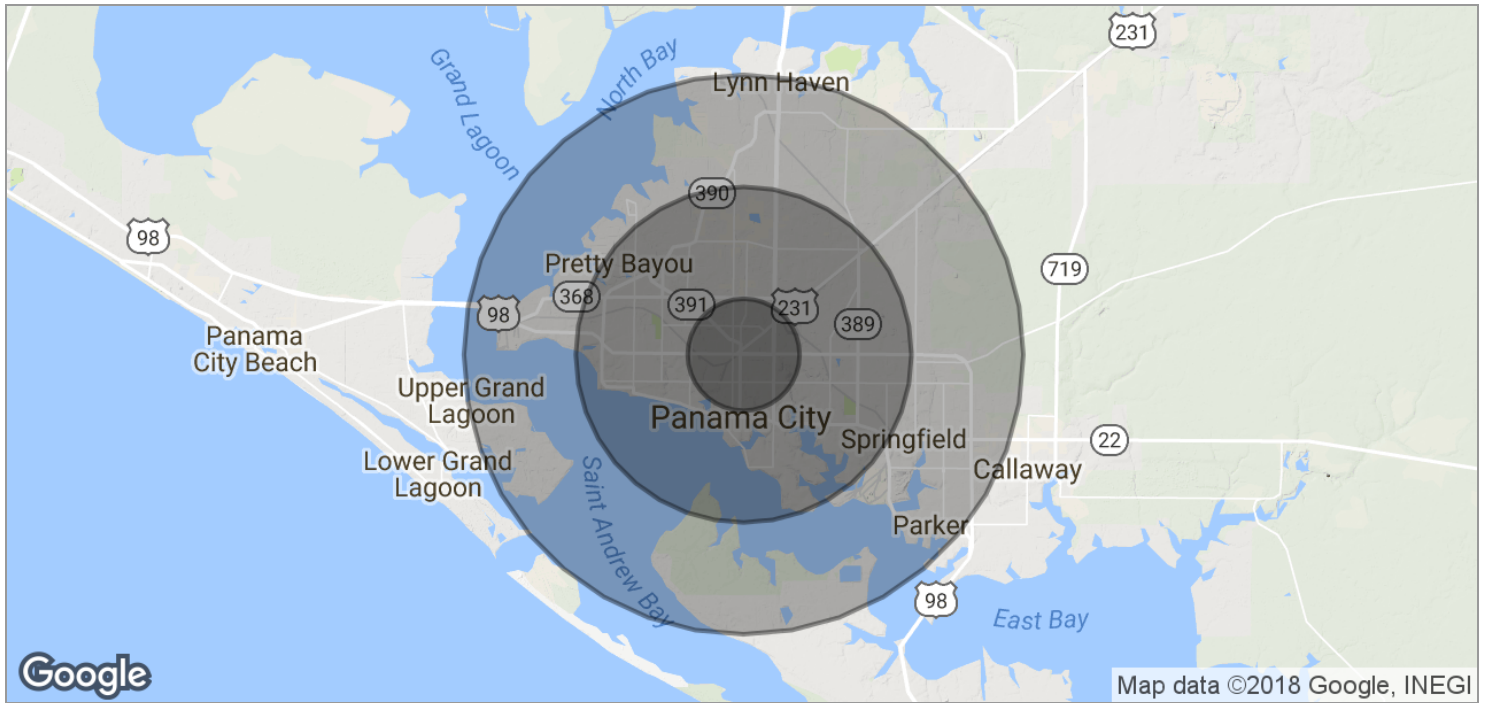 231
Lynn Haven
North Bay
Grand Lagoon
390
98
Pretty Bayou
719
368
391
231
98
389
Panama
City Beach
Upper Grand
Lagoon
Panama City
Springfield
22
Lower Grand
Lagoon
Callaway
Saint Andrew Bay
Parker
98
East Bay
Google
Map data ©2018 Google, INEGI